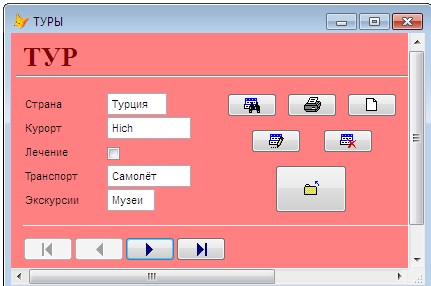 ТУРЫ
ТУР
Страна Турция
Курорт Hich
Лечение
Транспорт Самолёт
Экскурсии Музеи